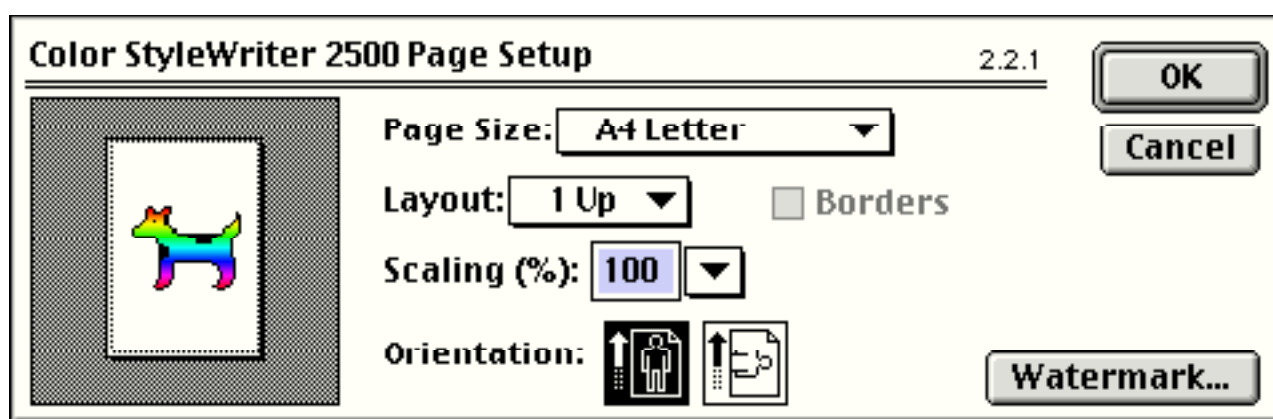 Color StyleWriter 2500 Page Setup 2.2.1
OK
Page Size: A4 Letter
Cancel
Layout: 1 Up Borders
Scaling (%): 100
Orientation:
Watermark...